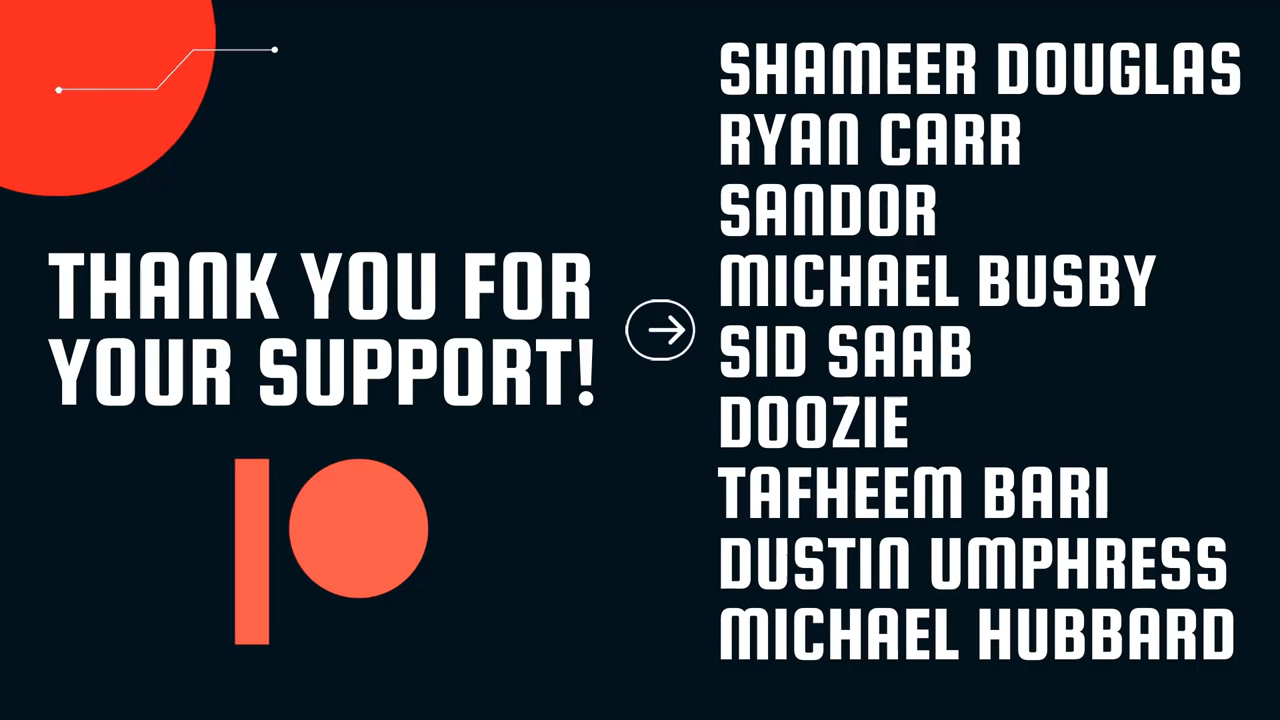 THANK YOU FOR
YOUR SUPPORT!
SHAMEER DOUGLAS
RYAN CARR
SANDOR
MICHAEL BUSBY
SID SAAB
DOOZIE
TAFHEEM BARI
DUSTIN UMPHRESS
MICHAEL HUBBARD